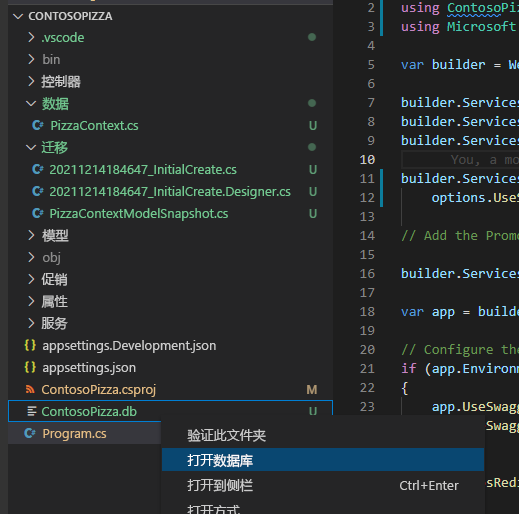 CONTOSOPIZZA
.vscode
bin
控制器
数据
PizzaContext.cs U
迁移
20211214184647_InitialCreate.cs U
20211214184647_InitialCreate.Designer.cs U
PizzaContextModelSnapshot.cs U
模型
obj
促销
属性
服务
appsettings.Development.json
appsettings.json
ContosoPizza.csproj M
ContosoPizza.db U
Program.cs
验证此文件夹
打开数据库
打开到侧栏 Ctrl+Enter
打开方式
2 using ContosoPi
3 using Microsoft
4
5 var builder = We
6
7 builder.Services
8 builder.Services
9 builder.Services
10 You, a mo
11 builder.Services
12 options.UseS
13
14 // Add the Promo
15
16 builder.Services
17
18 var app = build
19
20 // Configure the
21 if (app.Environm
22 {
23 app.UseSwagg
Swagg
sRedi